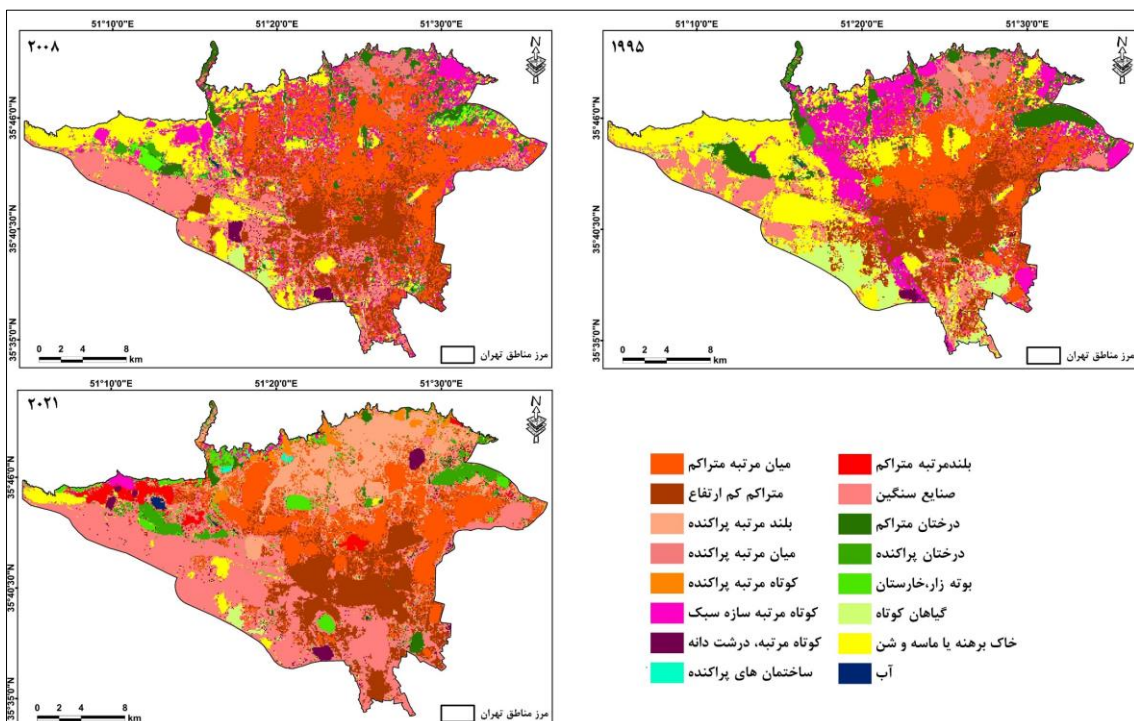 51°10'0"E 51°20'0"E 51°30'0"E
۲۰۰۸
N
35°46'0"N
35°40'30"N
35°35'0"N
0 2 4 8
km
مرز مناطق تهران
51°10'0"E 51°20'0"E 51°30'0"E
۱۹۹۵
N
35°46'0"N
35°40'30"N
35°35'0"N
0 2 4 8
km
مرز مناطق تهران
51°10'0"E 51°20'0"E 51°30'0"E
۲۰۲۱
N
35°46'0"N
35°40'30"N
35°35'0"N
0 2 4 8
km
مرز مناطق تهران
بلندمرتبه متراکم
صنایع سنگین
درختان متراکم
درختان پراکنده
بوته زار،خارستان
گیاهان کوتاه
خاک برهنه یا ماسه و شن
آب
میان مرتبه متراکم
متراکم کم ارتفاع
بلند مرتبه پراکنده
میان مرتبه پراکنده
کوتاه مرتبه پراکنده
کوتاه مرتبه سازه سبک
کوتاه مرتبه، درشت دانه
ساختمان های پراکنده